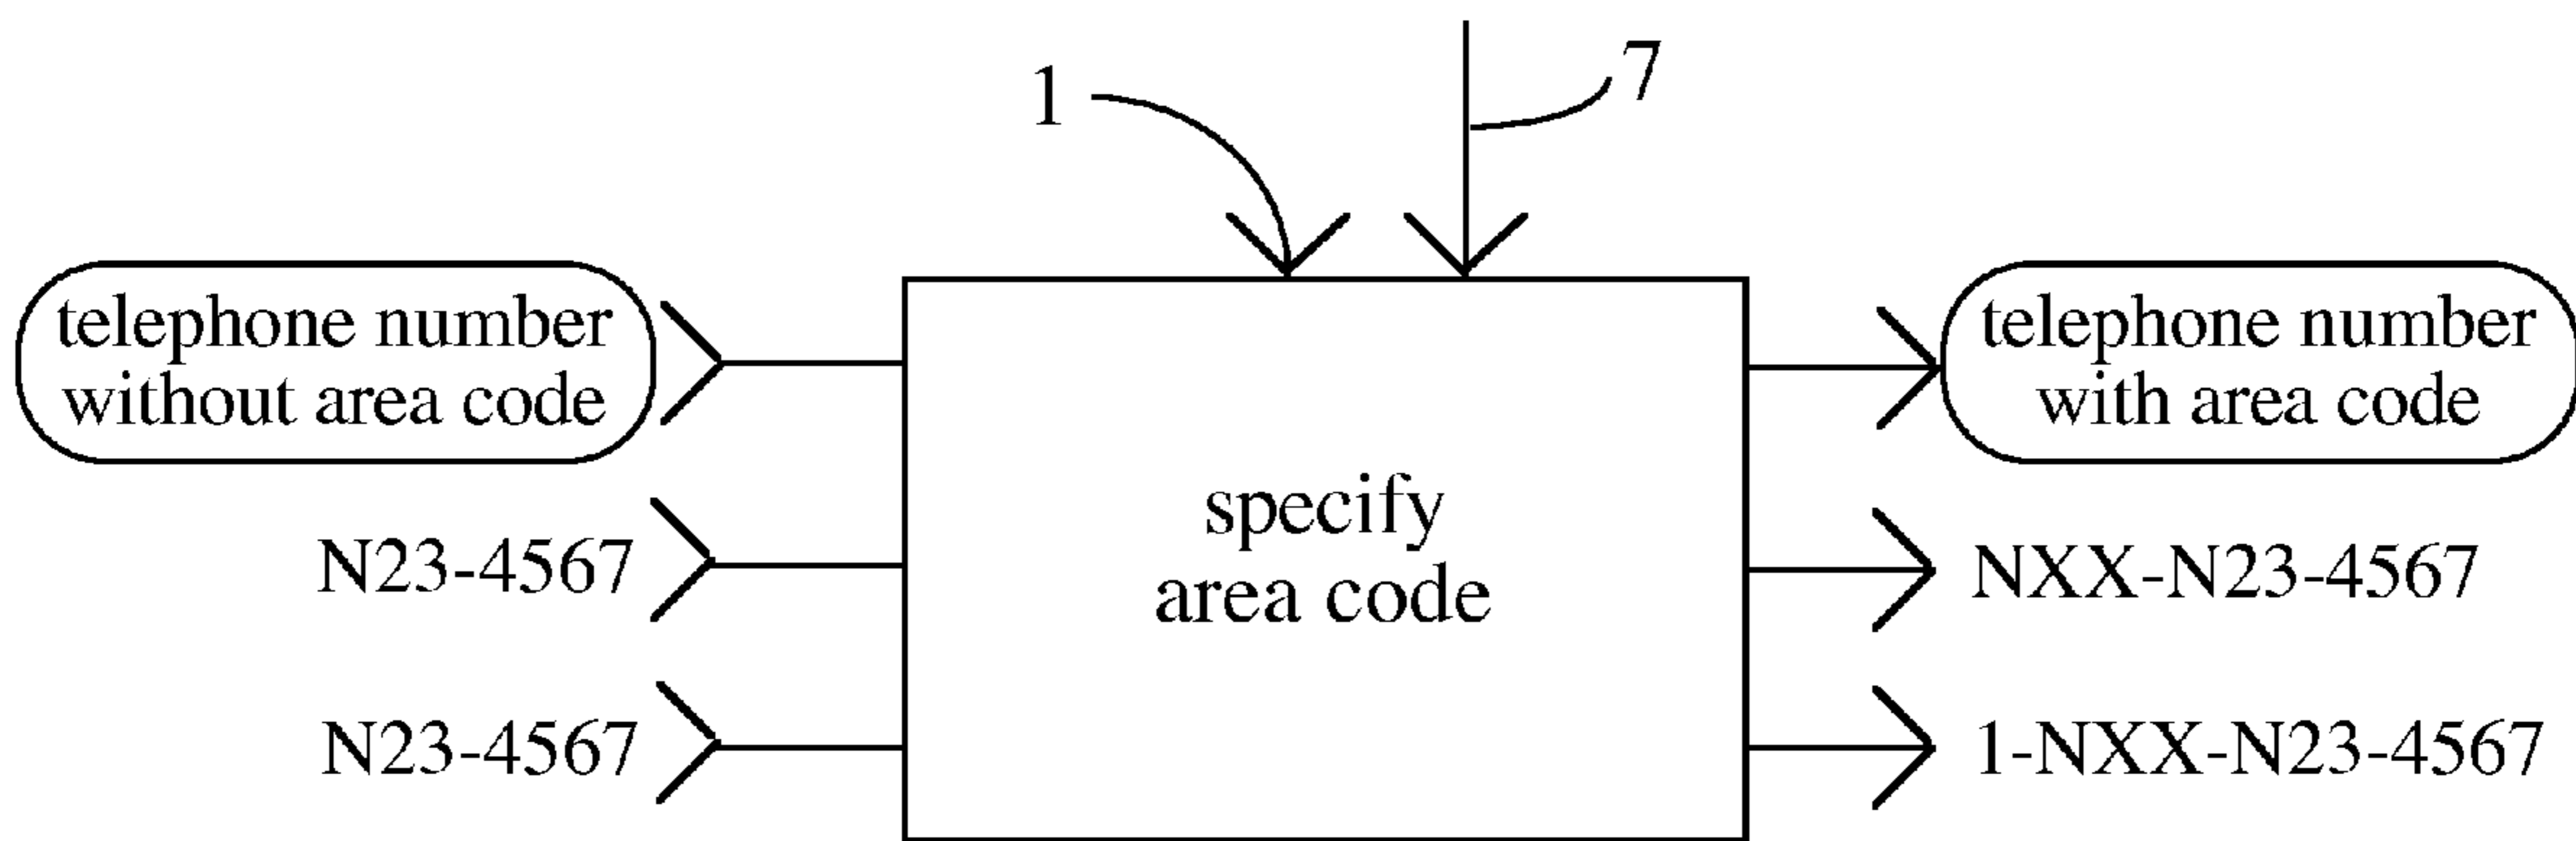 1
7
telephone number
without area code
N23-4567
N23-4567
specify
area code
telephone number
with area code
NXX-N23-4567
1-NXX-N23-4567